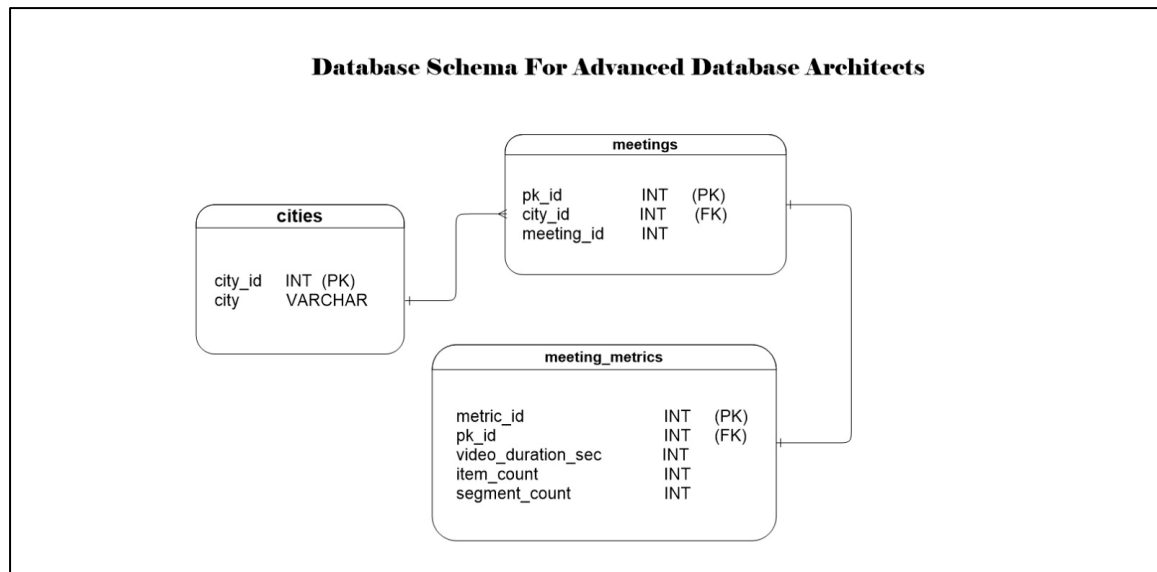 Database Schema For Advanced Database Architects
cities
city_id INT (PK)
city VARCHAR
meetings
pk_id INT (PK)
city_id INT (FK)
meeting_id INT
meeting_metrics
metric_id INT (PK)
pk_id INT (FK)
video_duration_sec INT
item_count INT
segment_count INT